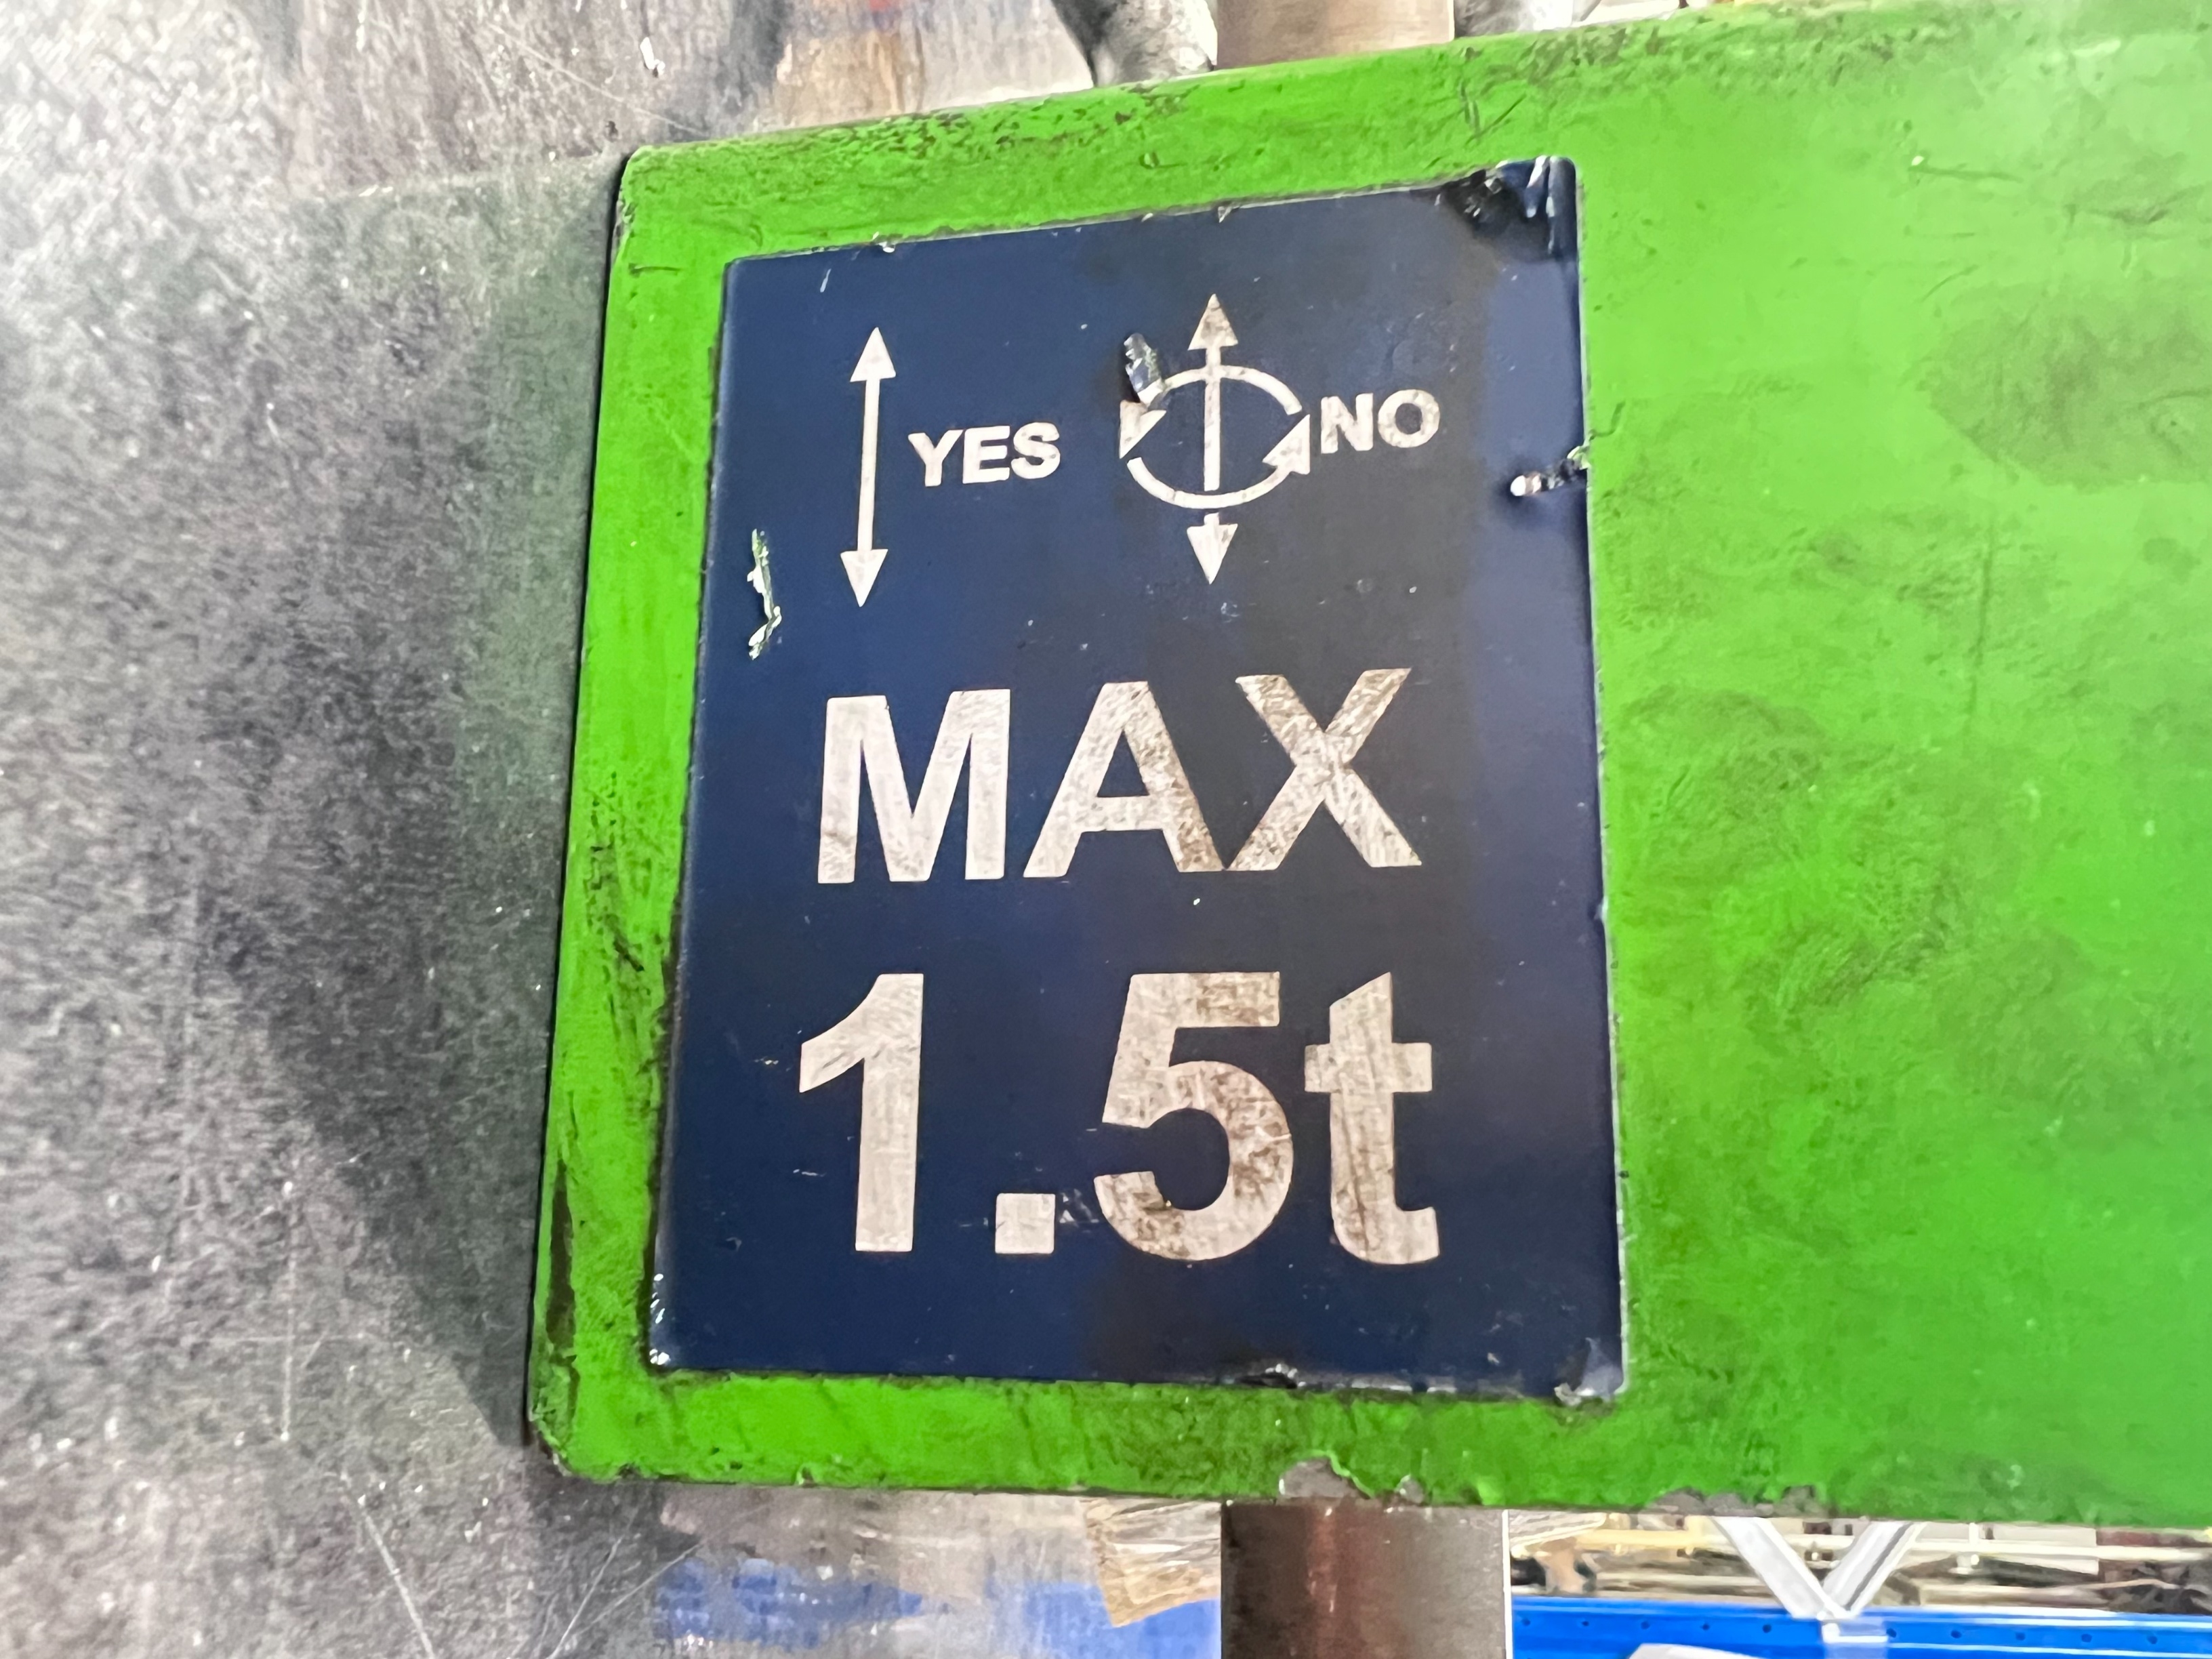 YES NO
MAX
1.5t